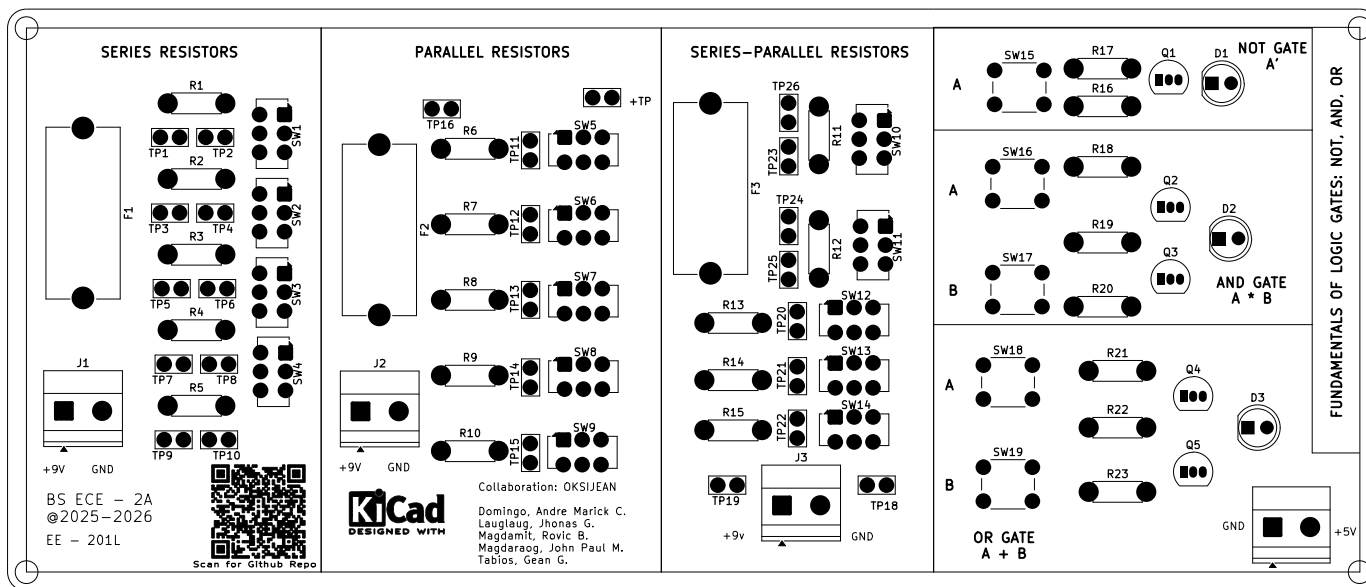 SERIES RESISTORS
R1
SW1
TP1
TP2
R2
F1
SW2
TP3
TP4
R3
SW3
TP5
TP6
R4
SW4
TP7
TP8
J1
R5
TP9
TP10
+9V
GND
BS ECE - 2A
@2025-2026
EE - 201L
Scan for Github Repo
PARALLEL RESISTORS
+TP
TP16
R6
TP11
SW5
R7
TP12
SW6
F2
R8
TP13
SW7
J2
R9
TP14
SW8
R10
TP15
SW9
+9V
GND
KiCad
DESIGNED WITH
Collaboration: OKSIJEAN
Domingo, Andre Marick C.
Lauglaug, Jhonas G.
Magdamit, Rovic B.
Magdaraog, John Paul M.
Tabios, Gean G.
SERIES-PARALLEL RESISTORS
TP26
R11
SW10
TP23
F3
TP24
R12
SW11
TP25
R13
TP20
SW12
R14
TP21
SW13
R15
TP22
SW14
J3
TP19
TP18
+9v
GND
NOT GATE
A'
A
SW15
R17
R16
Q1
D1
SW16
R18
A
Q2
R19
D2
SW17
Q3
B
R20
AND GATE
A * B
SW18
R21
A
Q4
R22
D3
SW19
Q5
B
R23
OR GATE
A + B
GND
+5V
FUNDAMENTALS OF LOGIC GATES: NOT, AND, OR